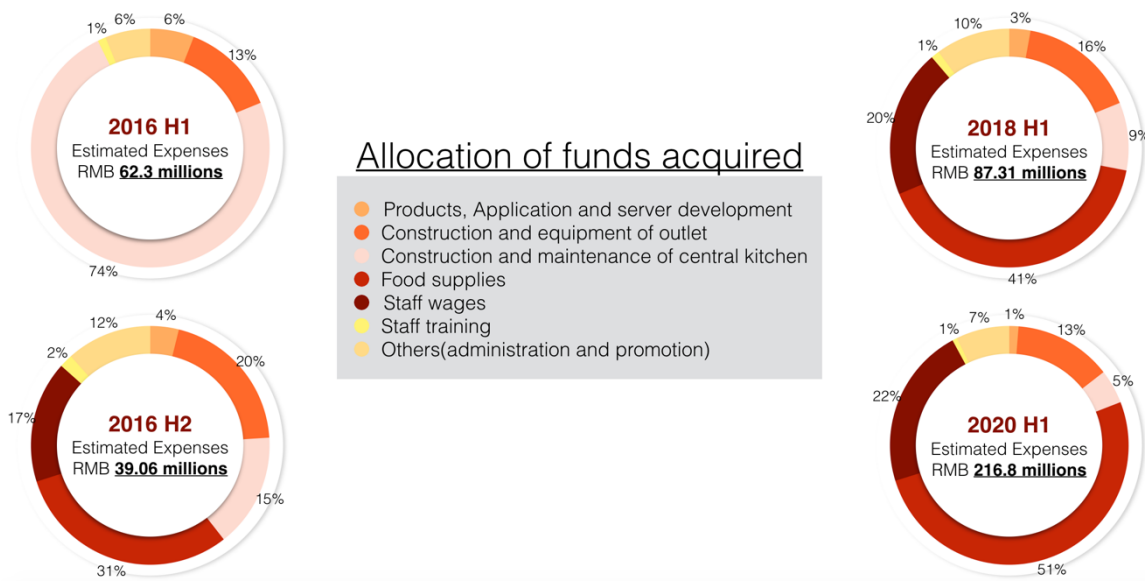 1%
6%
6%
13%
2016 H1
Estimated Expenses
RMB 62.3 millions
74%
Allocation of funds acquired
Products, Application and server development
Construction and equipment of outlet
Construction and maintenance of central kitchen
Food supplies
Staff wages
Staff training
Others(administration and promotion)
10%
3%
1%
16%
20%
2018 H1
Estimated Expenses
RMB 87.31 millions
9%
41%
12%
4%
2%
20%
17%
2016 H2
Estimated Expenses
RMB 39.06 millions
15%
31%
7%
1%
1%
13%
5%
22%
2020 H1
Estimated Expenses
RMB 216.8 millions
51%